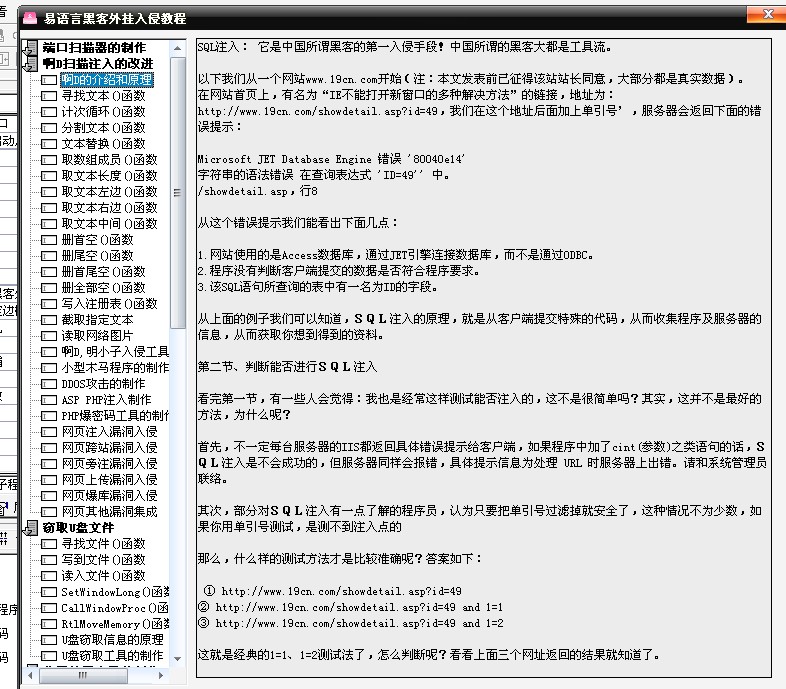 易语言黑客外挂入侵教程
端口扫描器的制作
啊D扫描注入的改进
啊D的介绍和原理
寻找文本()函数
计次循环()函数
分割文本()函数
文本替换()函数
取数组成员()函数
取文本长度()函数
取文本左边()函数
取文本右边()函数
取文本中间()函数
删首空()函数
删尾空()函数
删首尾空()函数
删全部空()函数
写入注册表()函数
截取指定文本
读取网络图片
啊D,明小子入侵工具
小型木马程序的制作
DDOS攻击的制作
ASP PHP注入制作
PHP爆密码工具的制作
网页注入漏洞入侵
网页跨站漏洞入侵
网页旁注漏洞入侵
网页上传漏洞入侵
网页爆库漏洞入侵
网页其他漏洞集成
窃取U盘文件
寻找文件()函数
写到文件()函数
读入文件()函数
SetWindowLong()函数
CallWindowProc()函
RtlMoveMemory()函数
U盘窃取信息的原理
U盘窃取工具的制作
SQL注入： 它是中国所谓黑客的第一入侵手段！中国所谓的黑客大都是工具流。
以下我们从一个网站www.19cn.com开始（注：本文发表前已征得该站站长同意，大部分都是真实数据）。
在网站首页上，有名为“IE不能打开新窗口的多种解决方法”的链接，地址为：
http://www.19cn.com/showdetail.asp?id=49，我们在这个地址后面加上单引号’，服务器会返回下面的错
误提示：
Microsoft JET Database Engine 错误 '80040e14'
字符串的语法错误 在查询表达式 'ID=49'' 中。
/showdetail.asp，行8
从这个错误提示我们能看出下面几点：
1.网站使用的是Access数据库，通过JET引擎连接数据库，而不是通过ODBC。
2.程序没有判断客户端提交的数据是否符合程序要求。
3.该SQL语句所查询的表中有一名为ID的字段。
从上面的例子我们可以知道，ＳＱＬ注入的原理，就是从客户端提交特殊的代码，从而收集程序及服务器的
信息，从而获取你想到得到的资料。
第二节、判断能否进行ＳＱＬ注入
看完第一节，有一些人会觉得：我也是经常这样测试能否注入的，这不是很简单吗？其实，这并不是最好的
方法，为什么呢？
首先，不一定每台服务器的IIS都返回具体错误提示给客户端，如果程序中加了cint(参数)之类语句的话，Ｓ
ＱＬ注入是不会成功的，但服务器同样会报错，具体提示信息为处理 URL 时服务器上出错。请和系统管理员
联络。
其次，部分对ＳＱＬ注入有一点了解的程序员，认为只要把单引号过滤掉就安全了，这种情况不为少数，如
果你用单引号测试，是测不到注入点的
那么，什么样的测试方法才是比较准确呢？答案如下：
① http://www.19cn.com/showdetail.asp?id=49
② http://www.19cn.com/showdetail.asp?id=49 and 1=1
③ http://www.19cn.com/showdetail.asp?id=49 and 1=2
这就是经典的1=1、1=2测试法了，怎么判断呢？看看上面三个网址返回的结果就知道了。